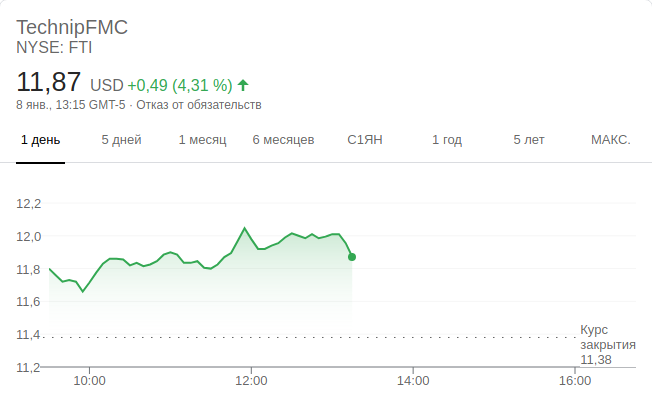 TechnipFMC
NYSE: FTI
11,87 USD +0,49 (4,31 %)
8 янв., 13:15 GMT-5 · Отказ от обязательств
1 день 5 дней 1 месяц 6 месяцев С1ЯН 1 год 5 лет МАКС.
12,2
12,0
11,8
11,6
11,4
Курс
закрытия
11,38
11,2
10:00 12:00 14:00 16:00